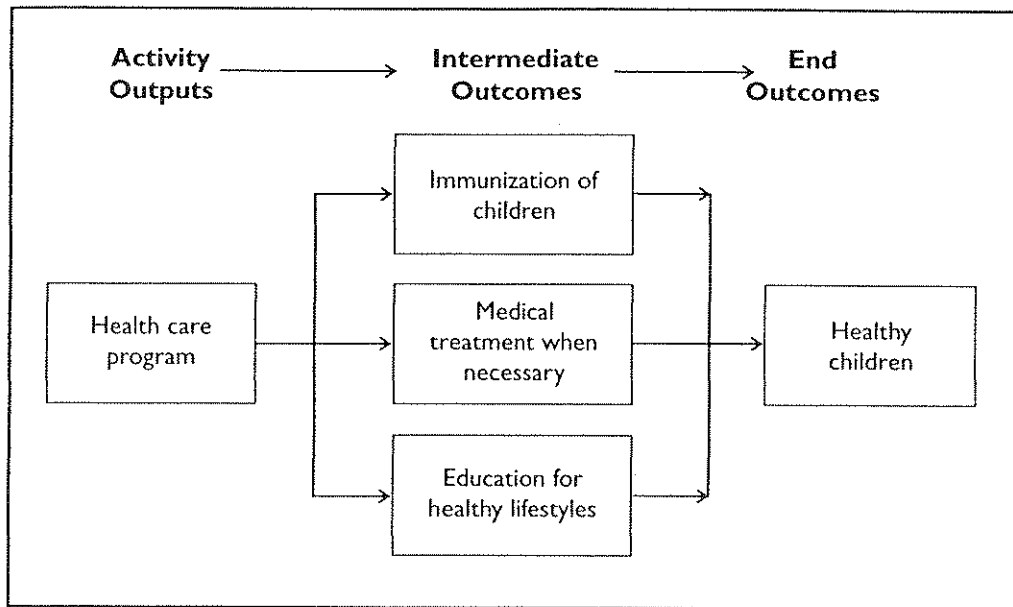 Activity
Outputs
Intermediate
Outcomes
End
Outcomes
Immunization of
children
Health care
program
Medical
treatment when
necessary
Healthy
children
Education for
healthy lifestyles